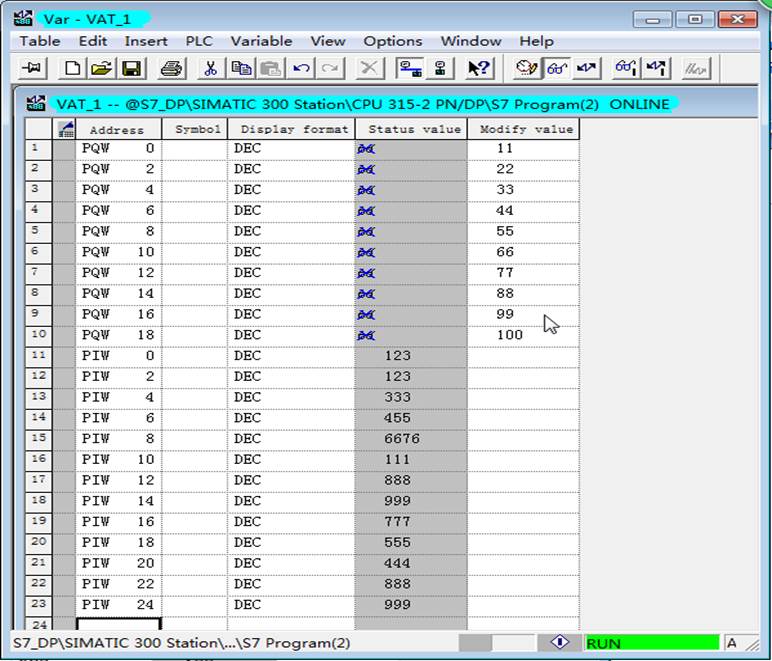 Var - VAT_1
Table Edit Insert PLC Variable View Options Window Help
VAT_1 -- @S7_DP\SIMATIC 300 Station\CPU 315-2 PN/DP\S7 Program(2) ONLINE
Address Symbol Display format Status value Modify value
1 PQW 0 DEC 11
2 PQW 2 DEC 22
3 PQW 4 DEC 33
4 PQW 6 DEC 44
5 PQW 8 DEC 55
6 PQW 10 DEC 66
7 PQW 12 DEC 77
8 PQW 14 DEC 88
9 PQW 16 DEC 99
10 PQW 18 DEC 100
11 PIW 0 DEC 123
12 PIW 2 DEC 123
13 PIW 4 DEC 333
14 PIW 6 DEC 455
15 PIW 8 DEC 6676
16 PIW 10 DEC 111
17 PIW 12 DEC 888
18 PIW 14 DEC 999
19 PIW 16 DEC 777
20 PIW 18 DEC 555
21 PIW 20 DEC 444
22 PIW 22 DEC 888
23 PIW 24 DEC 999
24
S7_DP\SIMATIC 300 Station\...\S7 Program(2) RUN A